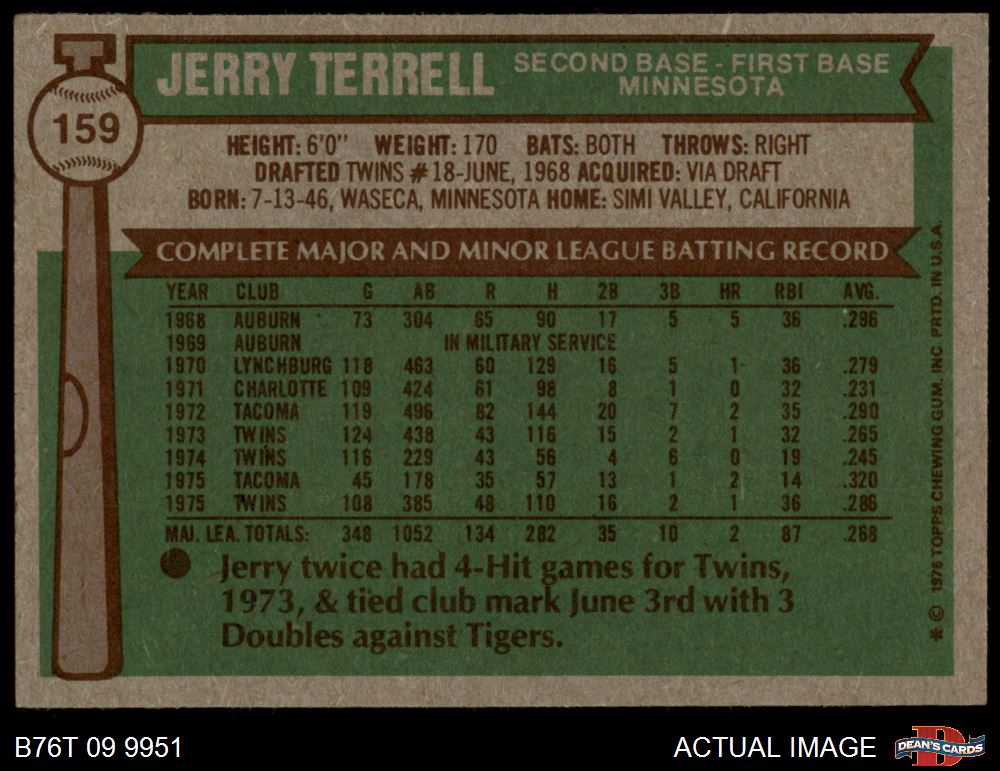 159
JERRY TERRELL
SECOND BASE - FIRST BASE
MINNESOTA
HEIGHT: 6'0" WEIGHT: 170 BATS: BOTH THROWS: RIGHT
DRAFTED TWINS #18-JUNE, 1968 ACQUIRED: VIA DRAFT
BORN: 7-13-46, WASECA, MINNESOTA HOME: SIMI VALLEY, CALIFORNIA
COMPLETE MAJOR AND MINOR LEAGUE BATTING RECORD
YEAR CLUB G AB R H 2B 3B HR RBI AVG.
1968 AUBURN 73 304 65 90 17 5 5 36 .296
1969 AUBURN IN MILITARY SERVICE
1970 LYNCHBURG 118 463 60 129 16 5 1 36 .279
1971 CHARLOTTE 109 424 61 98 8 1 0 32 .231
1972 TACOMA 119 496 82 144 20 7 2 35 .290
1973 TWINS 124 438 43 116 15 2 1 32 .265
1974 TWINS 116 229 43 56 4 6 0 19 .245
1975 TACOMA 45 178 35 57 13 1 2 14 .320
1975 TWINS 108 385 48 110 16 2 1 36 .286
MAJ. LEA. TOTALS: 348 1052 134 282 35 10 2 87 .268
Jerry twice had 4-Hit games for Twins,
1973, & tied club mark June 3rd with 3
Doubles against Tigers.
* © 1976 TOPPS CHEWING GUM, INC. PRTD. IN U.S.A.
B76T 09 9951
ACTUAL IMAGE
D
DEAN'S CARDS